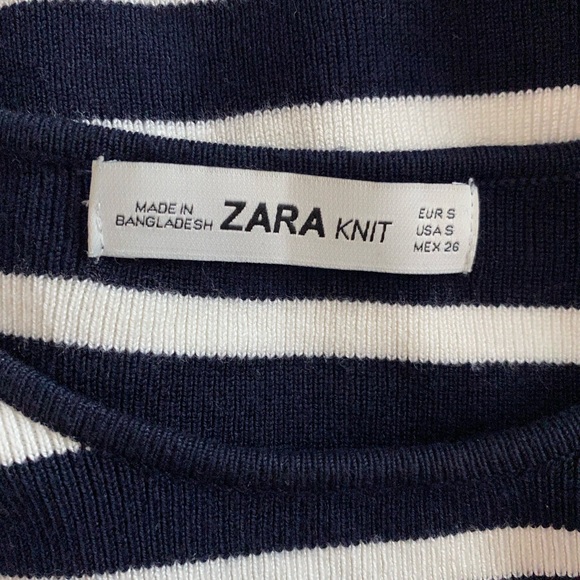 MADE IN
BANGLADESH
ZARA KNIT
EUR S
USA S
MEX 26